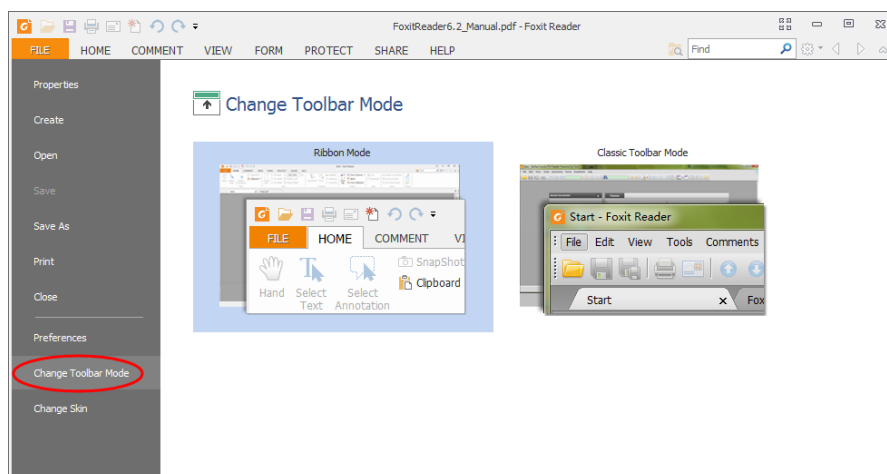 FoxitReader6.2_Manual.pdf - Foxit Reader
FILE HOME COMMENT VIEW FORM PROTECT SHARE HELP Find
Properties
Create
Open
Save
Save As
Print
Close
Preferences
Change Toolbar Mode
Change Skin
Change Toolbar Mode
Ribbon Mode
FILE HOME COMMENT VI
SnapShot
Clipboard
Hand Select Select
Text Annotation
Classic Toolbar Mode
Start - Foxit Reader
File Edit View Tools Comments
Start Fox